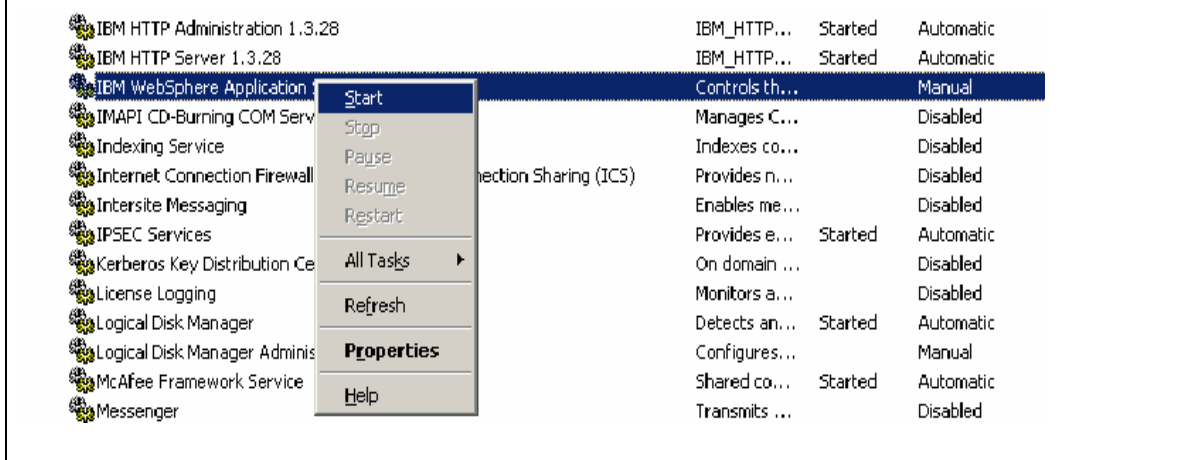 IBM HTTP Administration 1.3.28 IBM_HTTP... Started Automatic
IBM HTTP Server 1.3.28 IBM_HTTP... Started Automatic
IBM WebSphere Application Controls th... Manual
Start
IMAPI CD-Burning COM Serv Manages C... Disabled
Stop
Indexing Service Indexes co... Disabled
Pause
Internet Connection Firewall nection Sharing (ICS) Provides n... Disabled
Resume
Intersite Messaging Enables me... Disabled
Restart
IPSEC Services Provides e... Started Automatic
Kerberos Key Distribution Ce On domain ... Disabled
All Tasks
License Logging Monitors a... Disabled
Refresh
Logical Disk Manager Detects an... Started Automatic
Logical Disk Manager Adminis Configures... Manual
Properties
McAfee Framework Service Shared co... Started Automatic
Help
Messenger Transmits ... Disabled